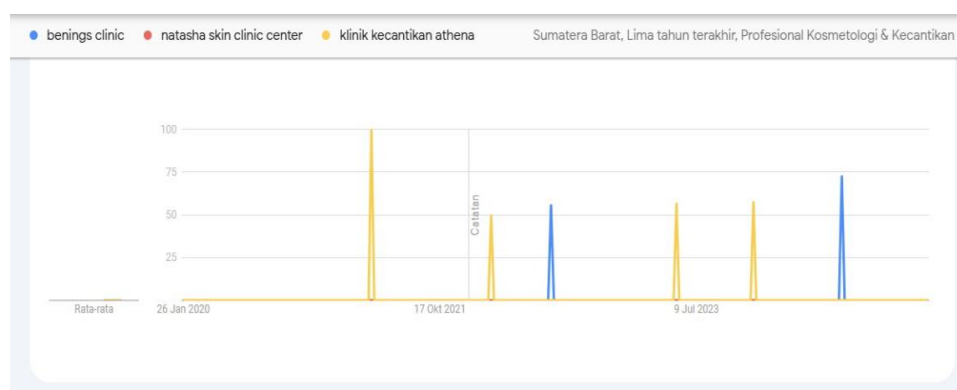 benings clinic natasha skin clinic center klinik kecantikan athena Sumatera Barat, Lima tahun terakhir, Profesional Kosmetologi & Kecantikan
100
75
50
25
Catatan
Rata-rata 26 Jan 2020 17 Okt 2021 9 Jul 2023